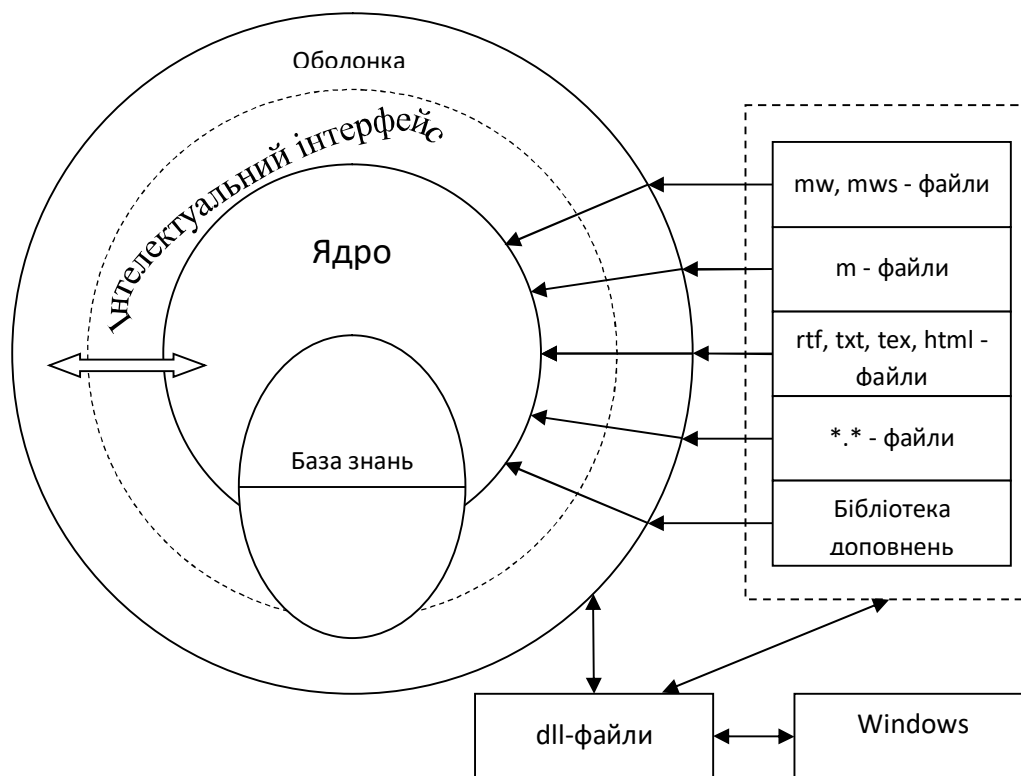 Оболонка
Інтелектуальний інтерфейс
Ядро
База знань
mw, mws - файли
m - файли
rtf, txt, tex, html -
файли
*.* - файли
Бібліотека
доповнень
dll-файли
Windows